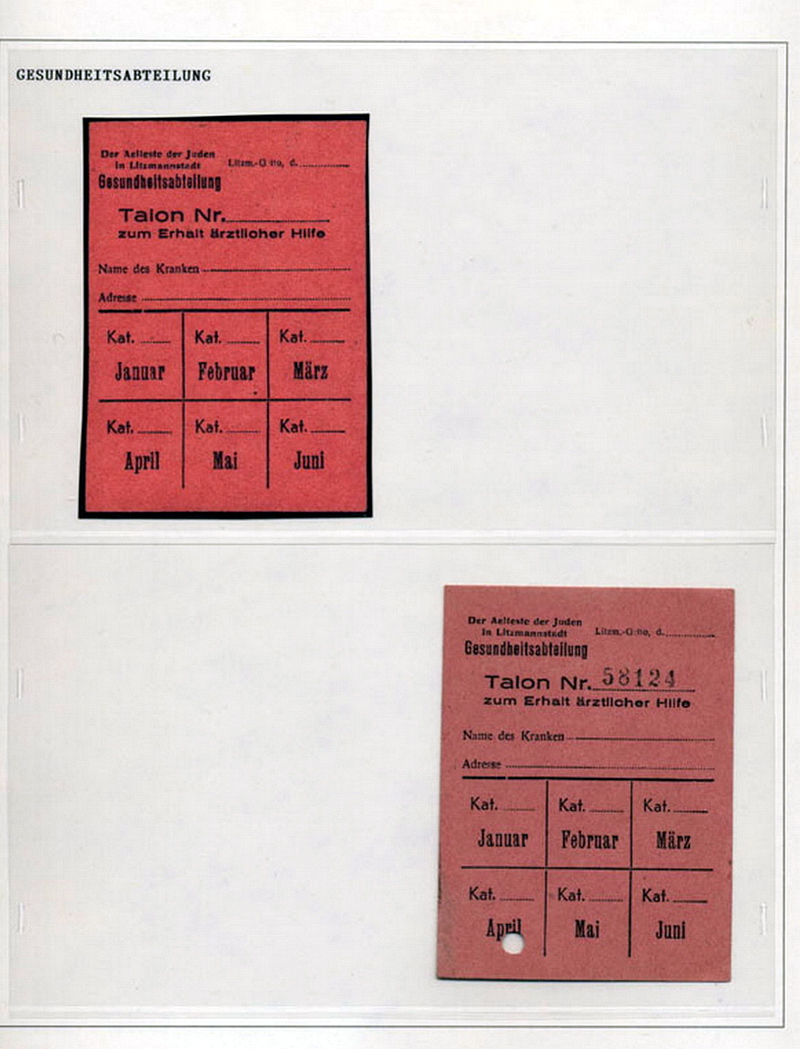 GESUNDHEITSABTEILUNG
Der Aelteste der Juden
in Litzmannstadt
Litzm.-Getto, d.
Gesundheitsabteilung
Talon Nr.
zum Erhalt ärztlicher Hilfe
Name des Kranken
Adresse
Kat. Kat. Kat.
Januar Februar März
Kat. Kat. Kat.
April Mai Juni
Der Aelteste der Juden
in Litzmannstadt
Litzm.-Getto, d.
Gesundheitsabteilung
Talon Nr. 58124
zum Erhalt ärztlicher Hilfe
Name des Kranken
Adresse
Kat. Kat. Kat.
Januar Februar März
Kat. Kat. Kat.
April Mai Juni